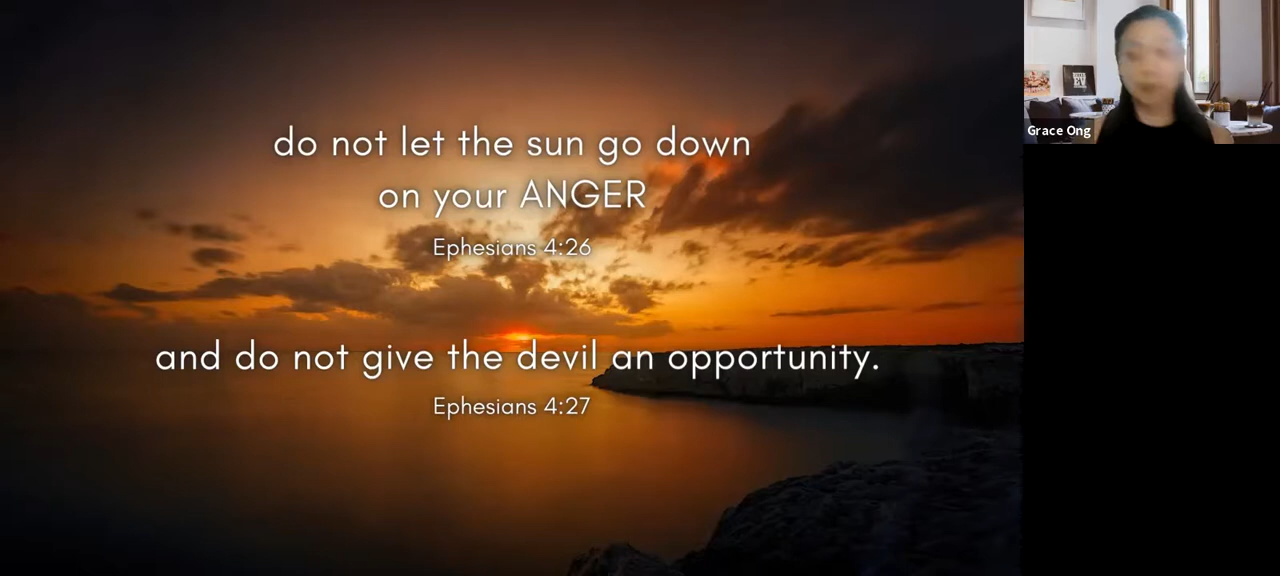 do not let the sun go down
on your ANGER
Ephesians 4:26
and do not give the devil an opportunity.
Ephesians 4:27
Grace Ong